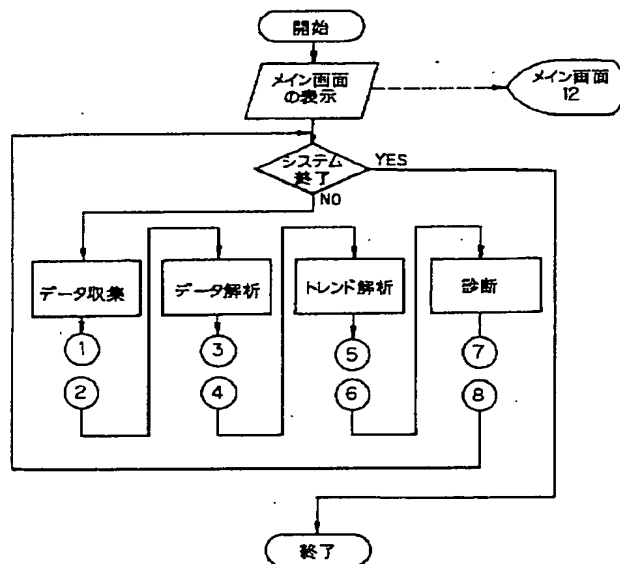 開始
メイン画面
の表示
メイン画面
12
システム
終了
YES
NO
データ収集
データ解析
トレンド解析
診断
1
3
5
7
2
4
6
8
終了